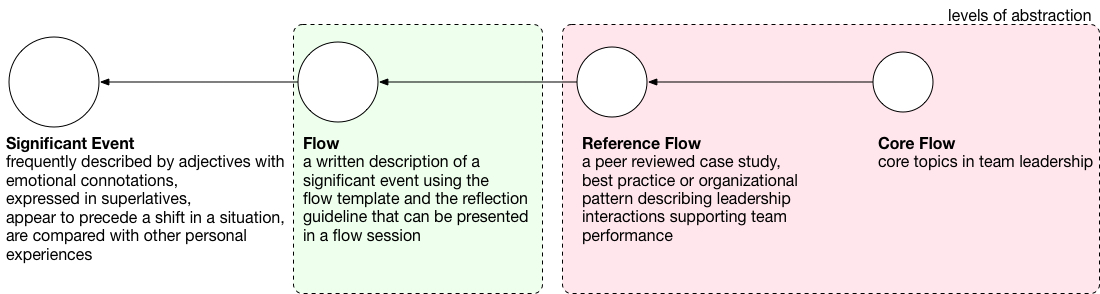 levels of abstraction
Significant Event
frequently described by adjectives with
emotional connotations,
expressed in superlatives,
appear to precede a shift in a situation,
are compared with other personal
experiences
Flow
a written description of a
significant event using the
flow template and the reflection
guideline that can be presented
in a flow session
Reference Flow
a peer reviewed case study,
best practice or organizational
pattern describing leadership
interactions supporting team
performance
Core Flow
core topics in team leadership